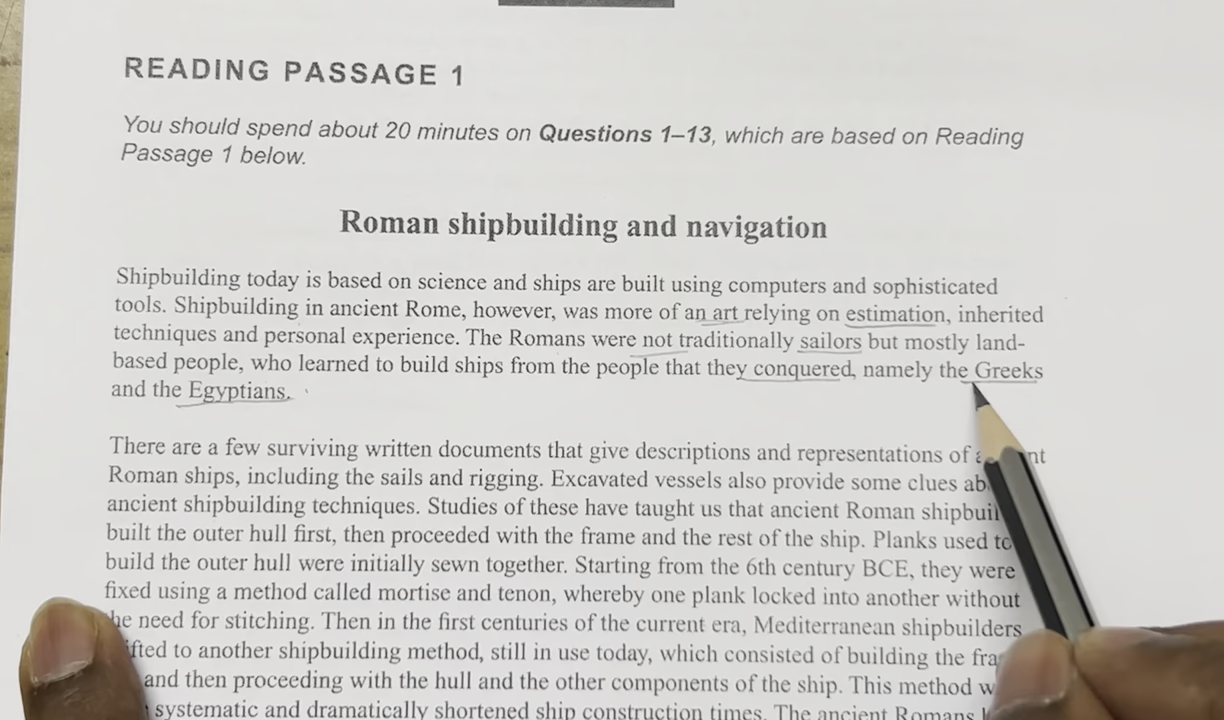 READING PASSAGE 1
You should spend about 20 minutes on Questions 1–13, which are based on Reading
Passage 1 below.
Roman shipbuilding and navigation
Shipbuilding today is based on science and ships are built using computers and sophisticated
tools. Shipbuilding in ancient Rome, however, was more of an art relying on estimation, inherited
techniques and personal experience. The Romans were not traditionally sailors but mostly land-
based people, who learned to build ships from the people that they conquered, namely the Greeks
and the Egyptians.
There are a few surviving written documents that give descriptions and representations of
Roman ships, including the sails and rigging. Excavated vessels also provide some clues
ancient shipbuilding techniques. Studies of these have taught us that ancient Roman
built the outer hull first, then proceeded with the frame and the rest of the ship. Planks used to
build the outer hull were initially sewn together. Starting from the 6th century BCE, they were
fixed using a method called mortise and tenon, whereby one plank locked into another without
need for stitching. Then in the first centuries of the current era, Mediterranean shipbuilders
to another shipbuilding method, still in use today, which consisted of building the
and then proceeding with the hull and the other components of the ship. This method
systematic and dramatically shortened ship construction times. The ancient Romans